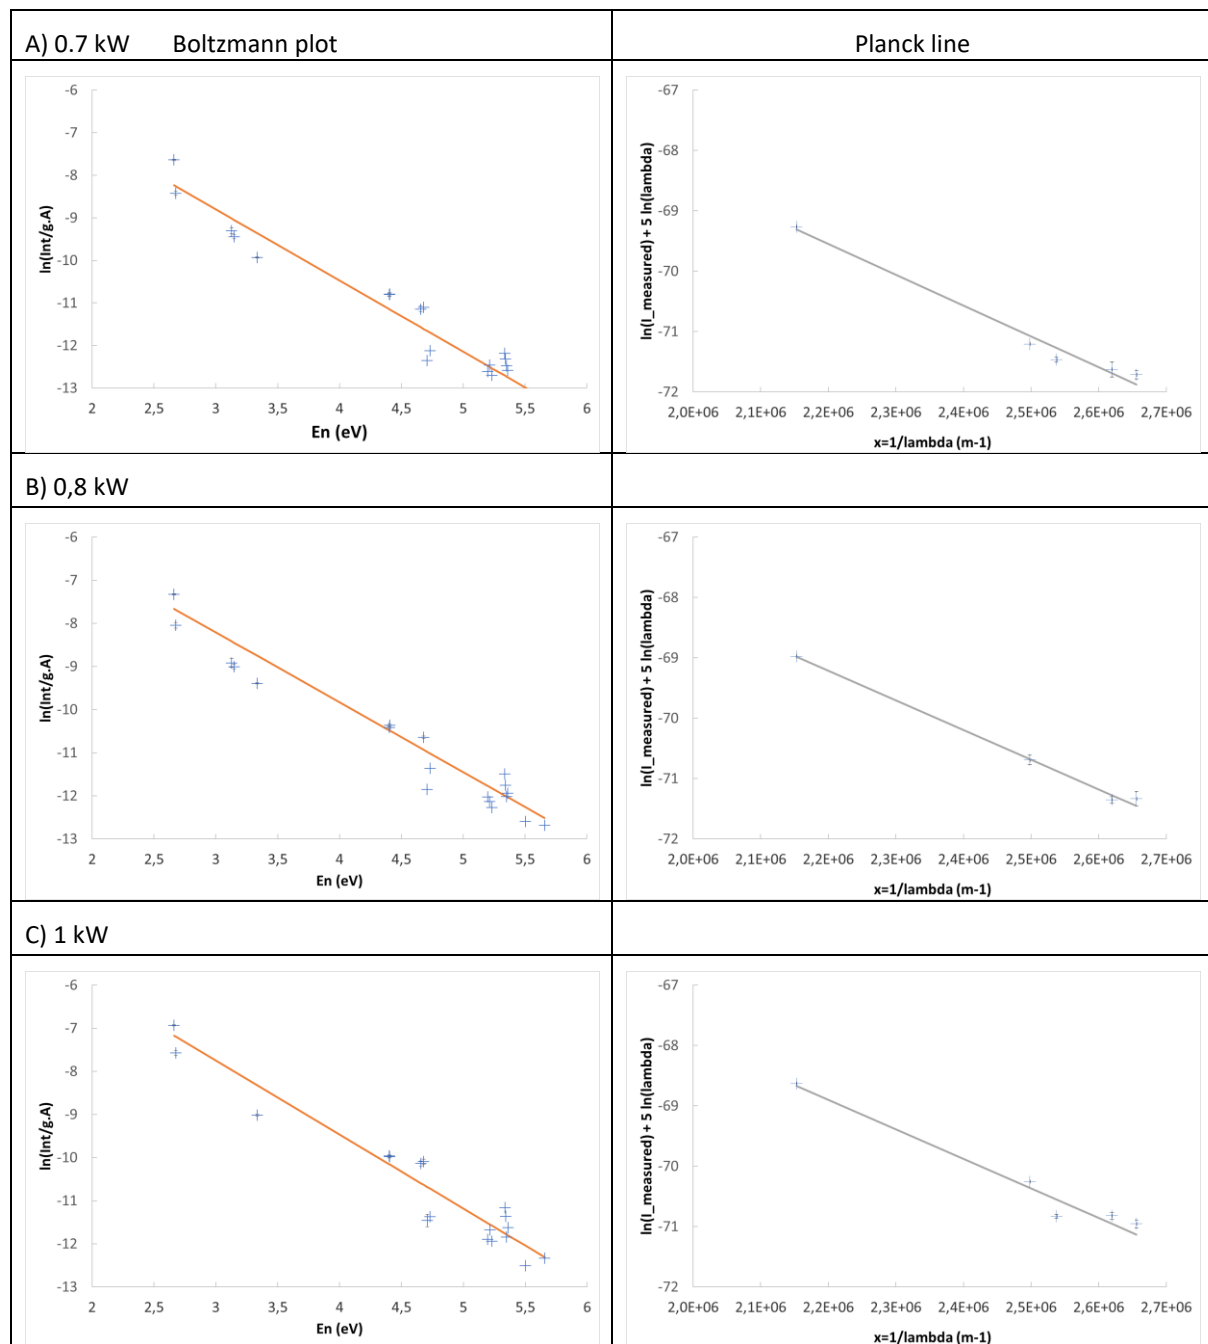 A) 0.7 kW Boltzmann plot
Planck line
-6
-7
-8
-9
-10
-11
-12
-13
2 2,5 3 3,5 4 4,5 5 5,5 6
ln(Int/g.A)
En (eV)
-67
-68
-69
-70
-71
-72
2,0E+06 2,1E+06 2,2E+06 2,3E+06 2,4E+06 2,5E+06 2,6E+06 2,7E+06
ln(I_measured) + 5 ln(lambda)
x=1/lambda (m-1)
B) 0,8 kW
-6
-7
-8
-9
-10
-11
-12
-13
2 2,5 3 3,5 4 4,5 5 5,5 6
ln(Int/g.A)
En (eV)
-67
-68
-69
-70
-71
-72
2,0E+06 2,1E+06 2,2E+06 2,3E+06 2,4E+06 2,5E+06 2,6E+06 2,7E+06
ln(I_measured) + 5 ln(lambda)
x=1/lambda (m-1)
C) 1 kW
-6
-7
-8
-9
-10
-11
-12
-13
2 2,5 3 3,5 4 4,5 5 5,5 6
ln(Int/g.A)
En (eV)
-67
-68
-69
-70
-71
-72
2,0E+06 2,1E+06 2,2E+06 2,3E+06 2,4E+06 2,5E+06 2,6E+06 2,7E+06
ln(I_measured) + 5 ln(lambda)
x=1/lambda (m-1)